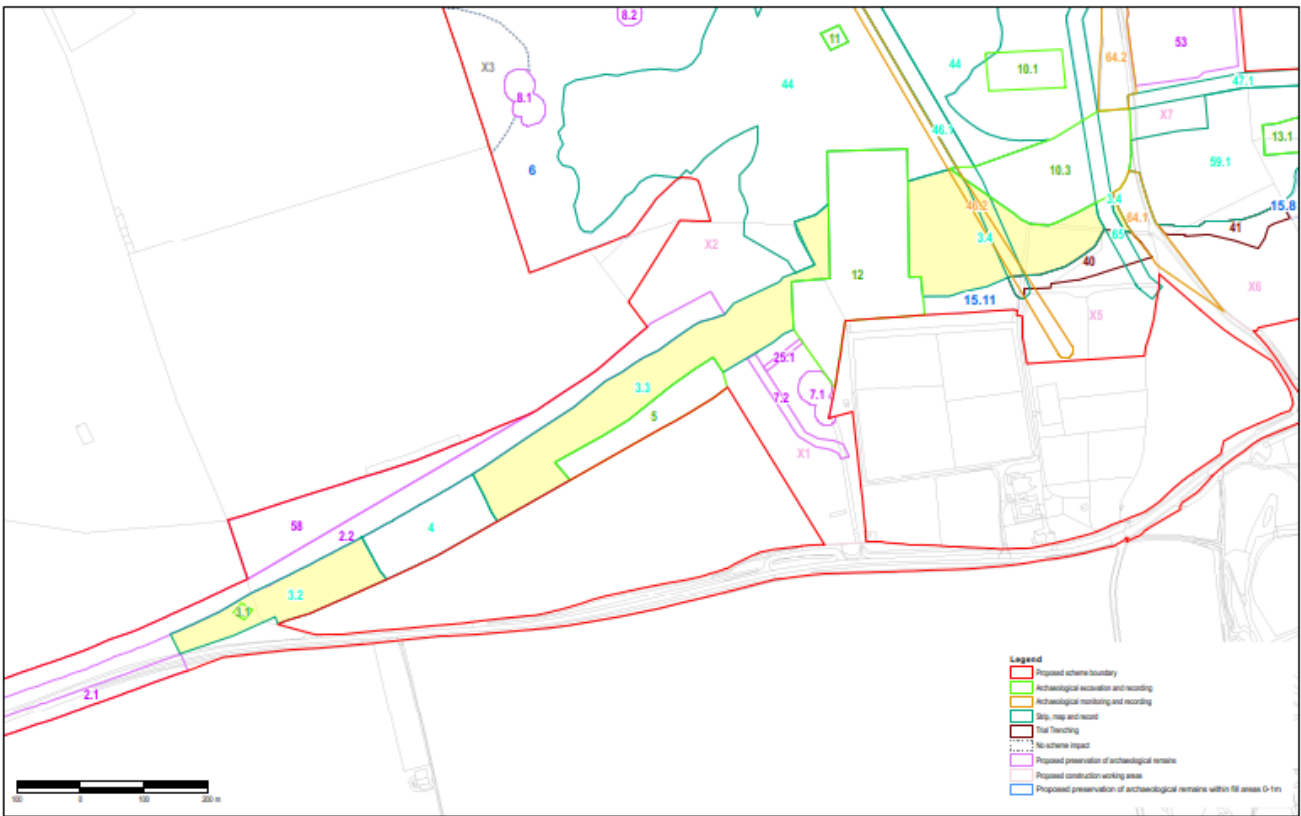 8.2
53
11
64.2
X3
44
10.1
47.1
44
8.1
X7
46.1
13.1
6
10.3
59.1
3.4
46.2
15.8
64.1
X2
3.4
65
41
40
12
X6
15.11
X5
25.1
3.3
7.2
7.1
5
X1
58
4
2.2
3.1
3.2
2.1
Legend
Proposed scheme boundary
Archaeological excavation and recording
Archaeological monitoring and recording
Strip, map and record
Trial Trenching
No scheme impact
Proposed preservation of archaeological remains
Proposed construction working areas
Proposed preservation of archaeological remains within fill areas 0-1m
100 0 100 200 m